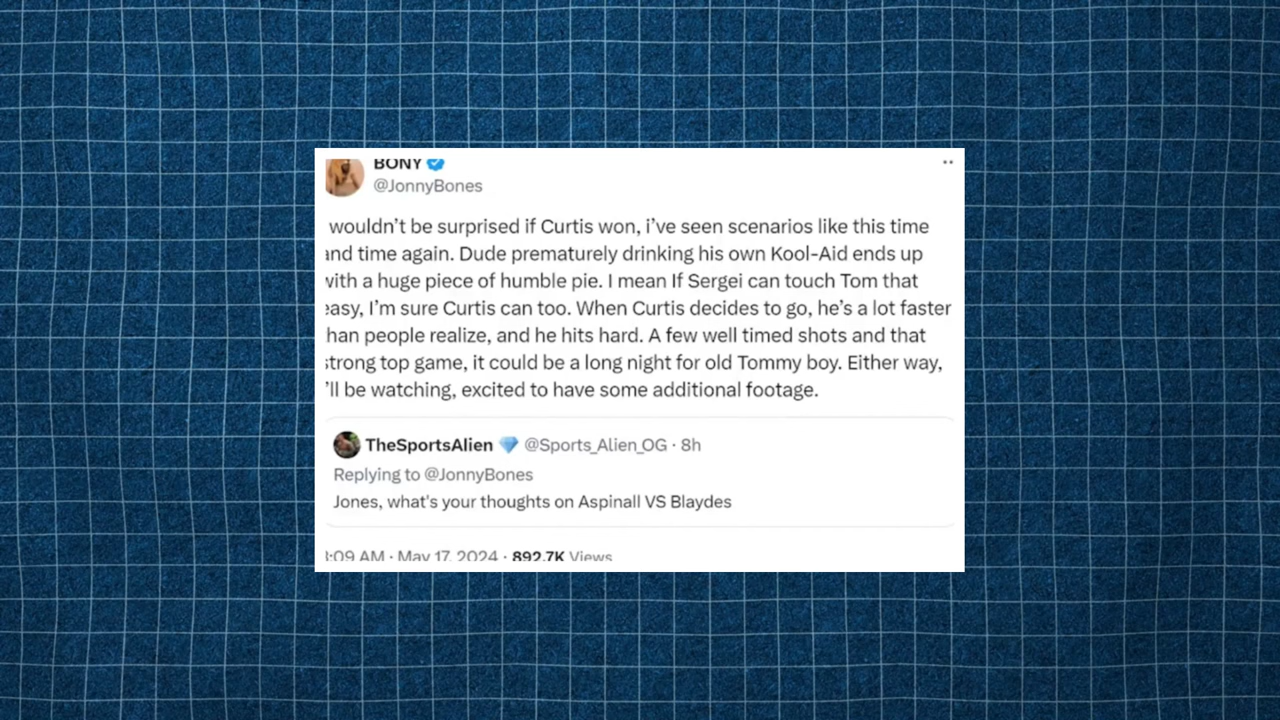 BONY
@JonnyBones
wouldn't be surprised if Curtis won, i've seen scenarios like this time
and time again. Dude prematurely drinking his own Kool-Aid ends up
with a huge piece of humble pie. I mean If Sergei can touch Tom that
easy, I'm sure Curtis can too. When Curtis decides to go, he's a lot faster
than people realize, and he hits hard. A few well timed shots and that
strong top game, it could be a long night for old Tommy boy. Either way,
'll be watching, excited to have some additional footage.
TheSportsAlien 💎 @Sports_Alien_OG · 8h
Replying to @JonnyBones
Jones, what's your thoughts on Aspinall VS Blaydes
:09 AM · May 17, 2024 · 892.7K Views